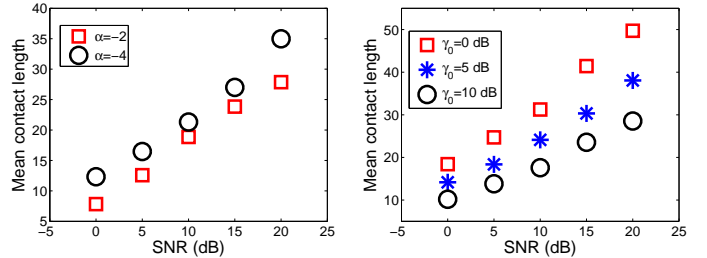 40
35
30
25
20
15
10
5
−5 0 5 10 15 20 25
Mean contact length
SNR (dB)
α=−2
α=−4
50
40
30
20
10
−5 0 5 10 15 20 25
Mean contact length
SNR (dB)
γ₀=0 dB
γ₀=5 dB
γ₀=10 dB